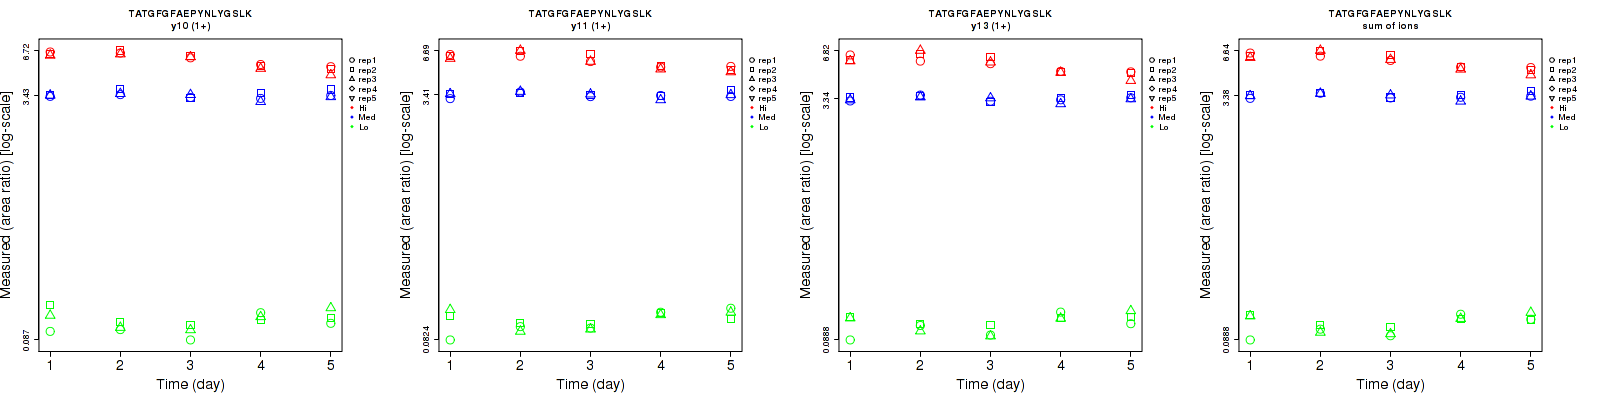 TATGFGFAEPYNLYGSLK
y10 (1+)
Measured (area ratio) [log-scale]
6.72
3.43
0.087
1 2 3 4 5
Time (day)
rep1
rep2
rep3
rep4
rep5
Hi
Med
Lo
TATGFGFAEPYNLYGSLK
y11 (1+)
Measured (area ratio) [log-scale]
6.69
3.41
0.0824
1 2 3 4 5
Time (day)
rep1
rep2
rep3
rep4
rep5
Hi
Med
Lo
TATGFGFAEPYNLYGSLK
y13 (1+)
Measured (area ratio) [log-scale]
6.82
3.34
0.0888
1 2 3 4 5
Time (day)
rep1
rep2
rep3
rep4
rep5
Hi
Med
Lo
TATGFGFAEPYNLYGSLK
sum of ions
Measured (area ratio) [log-scale]
6.64
3.38
0.0888
1 2 3 4 5
Time (day)
rep1
rep2
rep3
rep4
rep5
Hi
Med
Lo